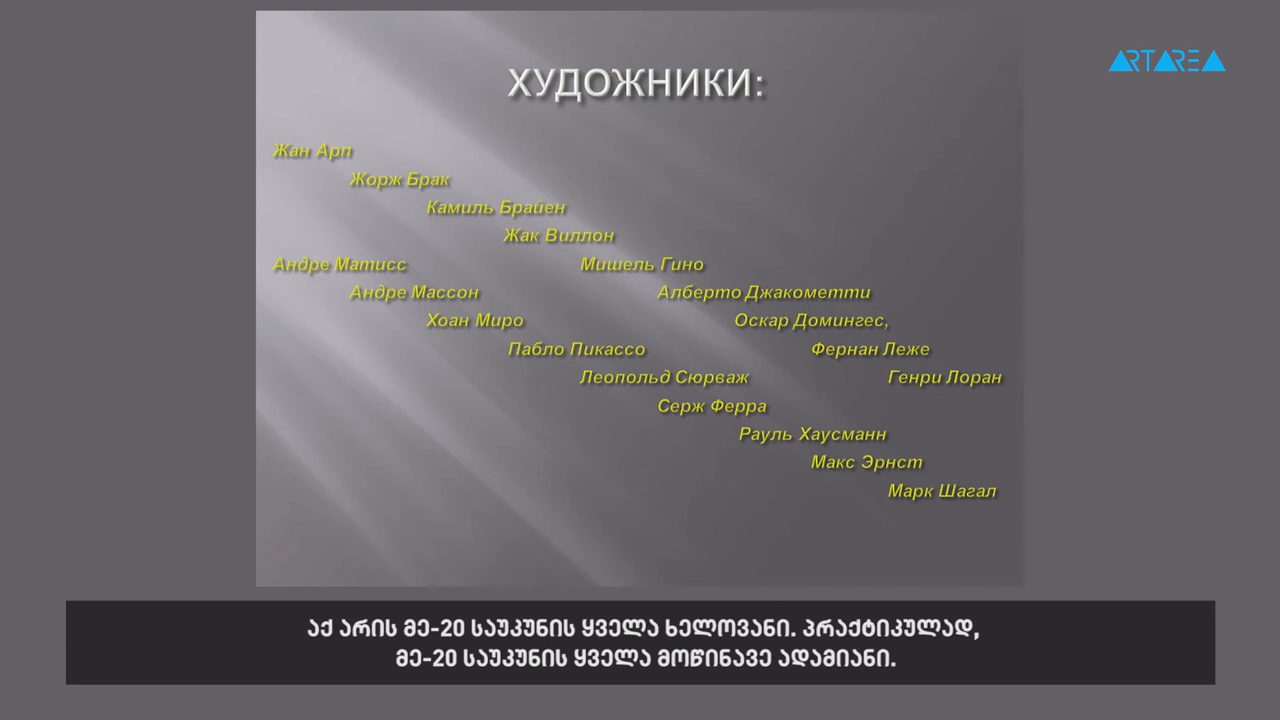 ARTAREA
ХУДОЖНИКИ:
Жан Арп
Жорж Брак
Камиль Брайен
Жак Виллон
Мишель Гино
Алберто Джакометти
Оскар Домингес,
Фернан Леже
Генри Лоран
Андре Матисс
Андре Массон
Хоан Миро
Пабло Пикассо
Леопольд Сюрваж
Серж Ферра
Рауль Хаусманн
Макс Эрнст
Марк Шагал
აქ არის მე-20 საუკუნის ყველა ხელოვანი. პრაქტიკულად,
მე-20 საუკუნის ყველა მოწინავე ადამიანი.